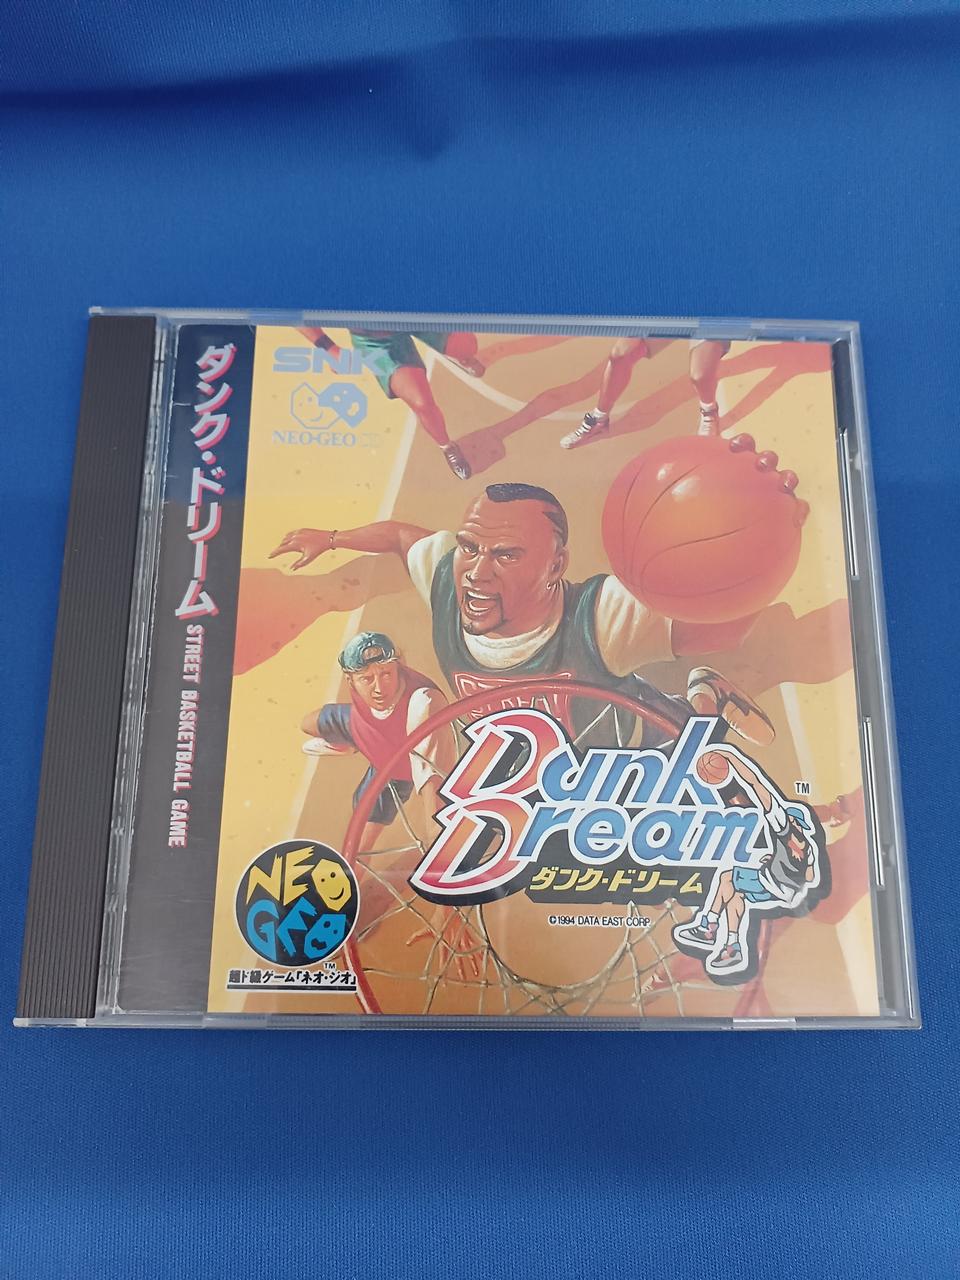 ダンク・ドリーム STREET BASKETBALL GAME
SNK
NEO・GEO CD
STREET
Dunk
Dream
TM
ダンク・ドリーム
©1994 DATA EAST CORP.
NEO
GEO
TM
超ド級ゲーム「ネオ・ジオ」